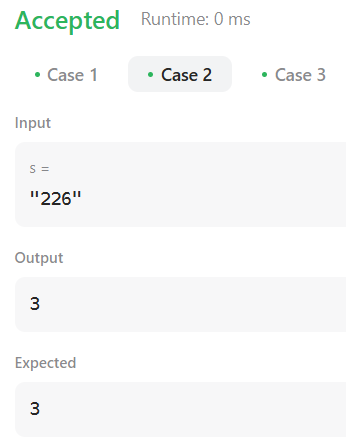 Accepted Runtime: 0 ms
• Case 1 • Case 2 • Case 3
Input
s =
"226"
Output
3
Expected
3